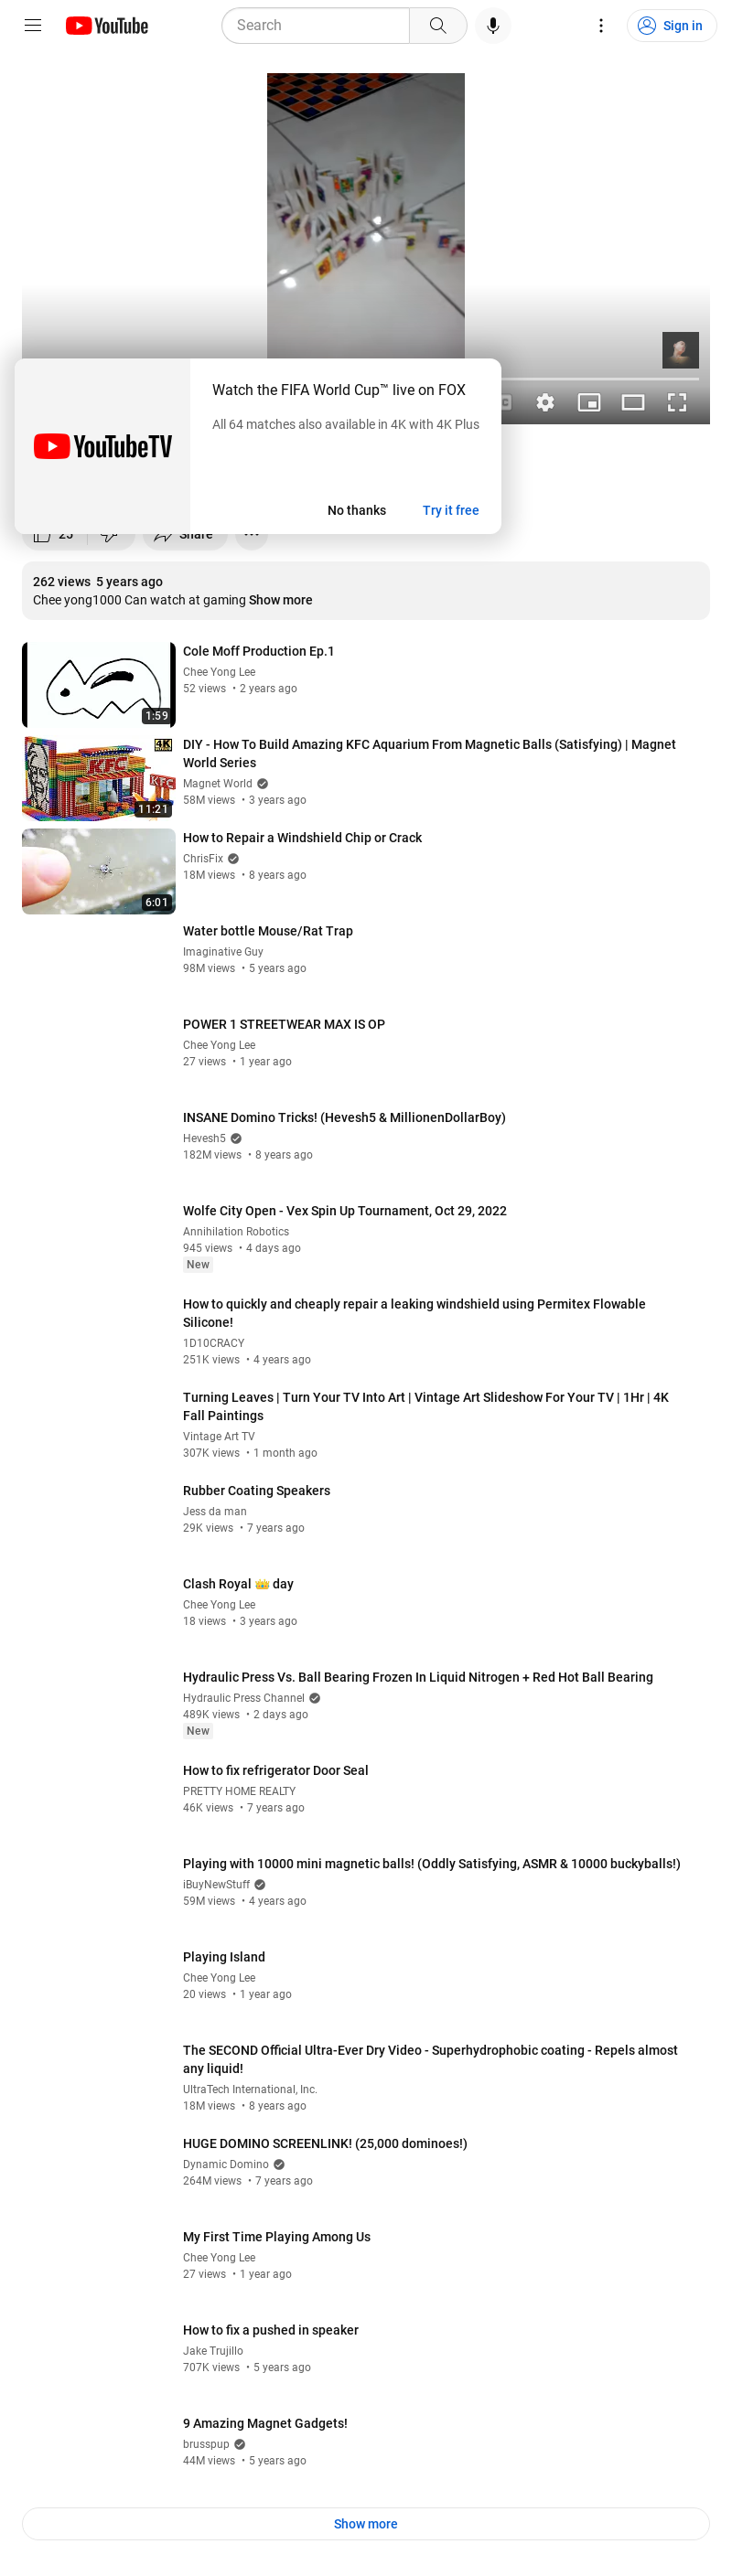 YouTube
Search
Sign in
Watch the FIFA World Cup™ live on FOX
All 64 matches also available in 4K with 4K Plus
YouTubeTV
No thanks
Try it free
25
Share
262 views 5 years ago
Chee yong1000 Can watch at gaming Show more
Cole Moff Production Ep.1
Chee Yong Lee
52 views • 2 years ago
1:59
DIY - How To Build Amazing KFC Aquarium From Magnetic Balls (Satisfying) | Magnet
World Series
Magnet World
58M views • 3 years ago
4K
KFC
KFC
11:21
How to Repair a Windshield Chip or Crack
ChrisFix
18M views • 8 years ago
6:01
Water bottle Mouse/Rat Trap
Imaginative Guy
98M views • 5 years ago
POWER 1 STREETWEAR MAX IS OP
Chee Yong Lee
27 views • 1 year ago
INSANE Domino Tricks! (Hevesh5 & MillionenDollarBoy)
Hevesh5
182M views • 8 years ago
Wolfe City Open - Vex Spin Up Tournament, Oct 29, 2022
Annihilation Robotics
945 views • 4 days ago
New
How to quickly and cheaply repair a leaking windshield using Permitex Flowable
Silicone!
1D10CRACY
251K views • 4 years ago
Turning Leaves | Turn Your TV Into Art | Vintage Art Slideshow For Your TV | 1Hr | 4K
Fall Paintings
Vintage Art TV
307K views • 1 month ago
Rubber Coating Speakers
Jess da man
29K views • 7 years ago
Clash Royal 👑 day
Chee Yong Lee
18 views • 3 years ago
Hydraulic Press Vs. Ball Bearing Frozen In Liquid Nitrogen + Red Hot Ball Bearing
Hydraulic Press Channel
489K views • 2 days ago
New
How to fix refrigerator Door Seal
PRETTY HOME REALTY
46K views • 7 years ago
Playing with 10000 mini magnetic balls! (Oddly Satisfying, ASMR & 10000 buckyballs!)
iBuyNewStuff
59M views • 4 years ago
Playing Island
Chee Yong Lee
20 views • 1 year ago
The SECOND Official Ultra-Ever Dry Video - Superhydrophobic coating - Repels almost
any liquid!
UltraTech International, Inc.
18M views • 8 years ago
HUGE DOMINO SCREENLINK! (25,000 dominoes!)
Dynamic Domino
264M views • 7 years ago
My First Time Playing Among Us
Chee Yong Lee
27 views • 1 year ago
How to fix a pushed in speaker
Jake Trujillo
707K views • 5 years ago
9 Amazing Magnet Gadgets!
brusspup
44M views • 5 years ago
Show more